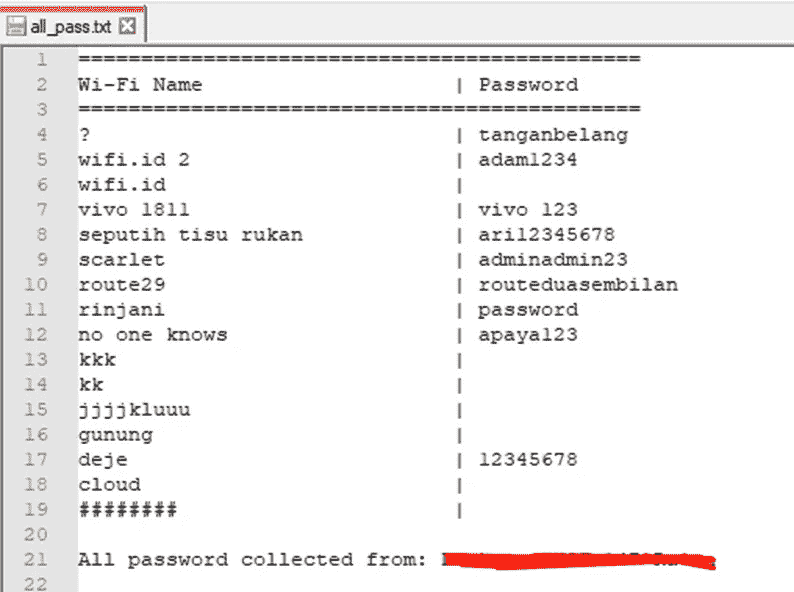 all_pass.txt
1 =============================================
2 Wi-Fi Name | Password
3 =============================================
4 ? | tanganbelang
5 wifi.id 2 | adam1234
6 wifi.id |
7 vivo 1811 | vivo 123
8 seputih tisu rukan | ari12345678
9 scarlet | adminadmin23
10 route29 | routeduasembilan
11 rinjani | password
12 no one knows | apaya123
13 kkk |
14 kk |
15 jjjjkluuu |
16 gunung |
17 deje | 12345678
18 cloud |
19 ######## |
20
21 All password collected from:
22